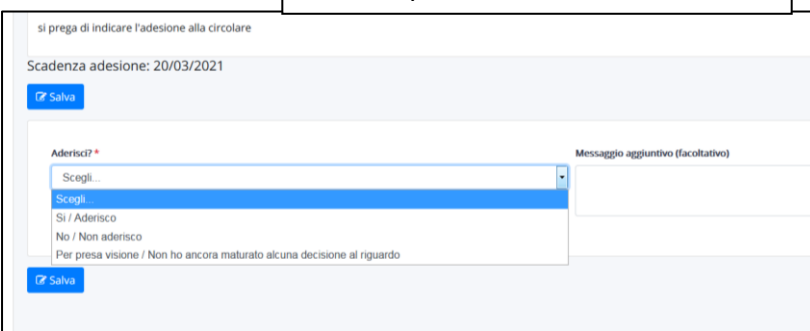 si prega di indicare l'adesione alla circolare
Scadenza adesione: 20/03/2021
Salva
Aderisci? *
Messaggio aggiuntivo (facoltativo)
Scegli...
Scegli...
Si / Aderisco
No / Non aderisco
Per presa visione / Non ho ancora maturato alcuna decisione al riguardo
Salva